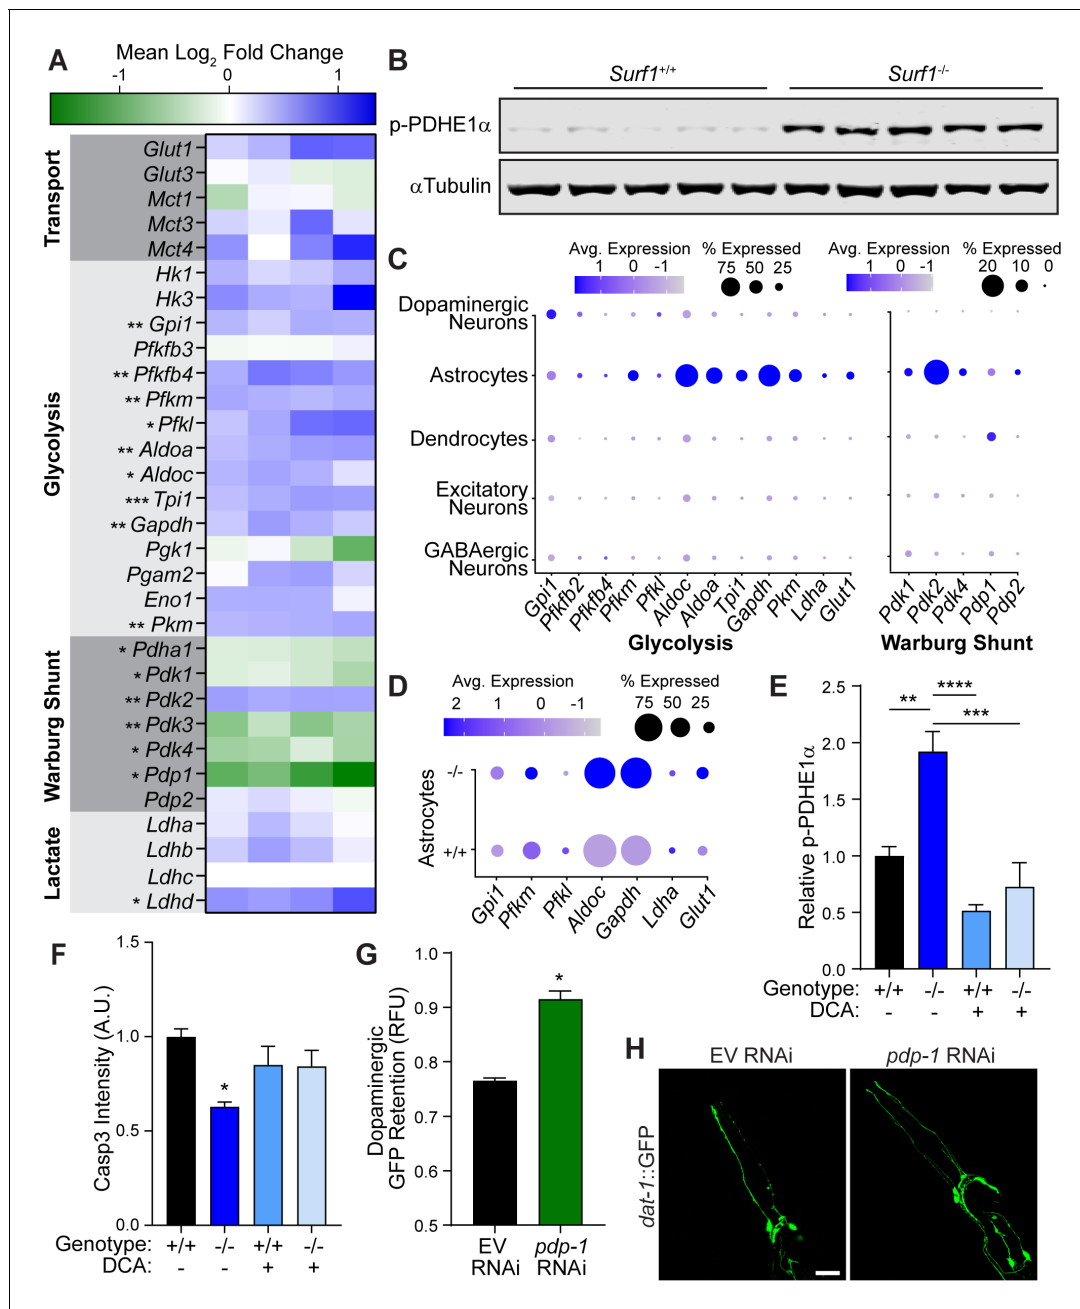 A
Mean Log2 Fold Change
-1 0 1
Transport
Glut1
Glut3
Mct1
Mct3
Mct4
Glycolysis
Hk1
Hk3
** Gpi1
Pfkfb3
** Pfkfb4
** Pfkm
* Pfkl
** Aldoa
* Aldoc
*** Tpi1
** Gapdh
Pgk1
Pgam2
Eno1
** Pkm
Warburg Shunt
* Pdha1
* Pdk1
** Pdk2
** Pdk3
* Pdk4
* Pdp1
Pdp2
Lactate
Ldha
Ldhb
Ldhc
* Ldhd
B
Surf1+/+ Surf1-/-
p-PDHE1α
αTubulin
C
Avg. Expression % Expressed
1 0 -1 75 50 25
Avg. Expression % Expressed
1 0 -1 20 10 0
Dopaminergic
Neurons
Astrocytes
Dendrocytes
Excitatory
Neurons
GABAergic
Neurons
Gpi1 Pfkfb2 Pfkfb4 Pfkm Pfkl Aldoc Aldoa Tpi1 Gapdh Pkm Ldha Glut1
Glycolysis
Pdk1 Pdk2 Pdk4 Pdp1 Pdp2
Warburg Shunt
D
Avg. Expression % Expressed
2 1 0 -1 75 50 25
Astrocytes
-/-
+/+
Gpi1 Pfkm Pfkl Aldoc Gapdh Ldha Glut1
E
Relative p-PDHE1α
2.5
2.0
1.5
1.0
0.5
0.0
** ****
***
Genotype: +/+ -/- +/+ -/-
DCA: - - + +
F
Casp3 Intensity (A.U.)
1.5
1.0
0.5
0.0
*
Genotype: +/+ -/- +/+ -/-
DCA: - - + +
G
Dopaminergic
GFP Retention (RFU)
1.0
0.9
0.8
0.7
0.6
0.5
*
EV
RNAi
pdp-1
RNAi
H
EV RNAi pdp-1 RNAi
dat-1::GFP